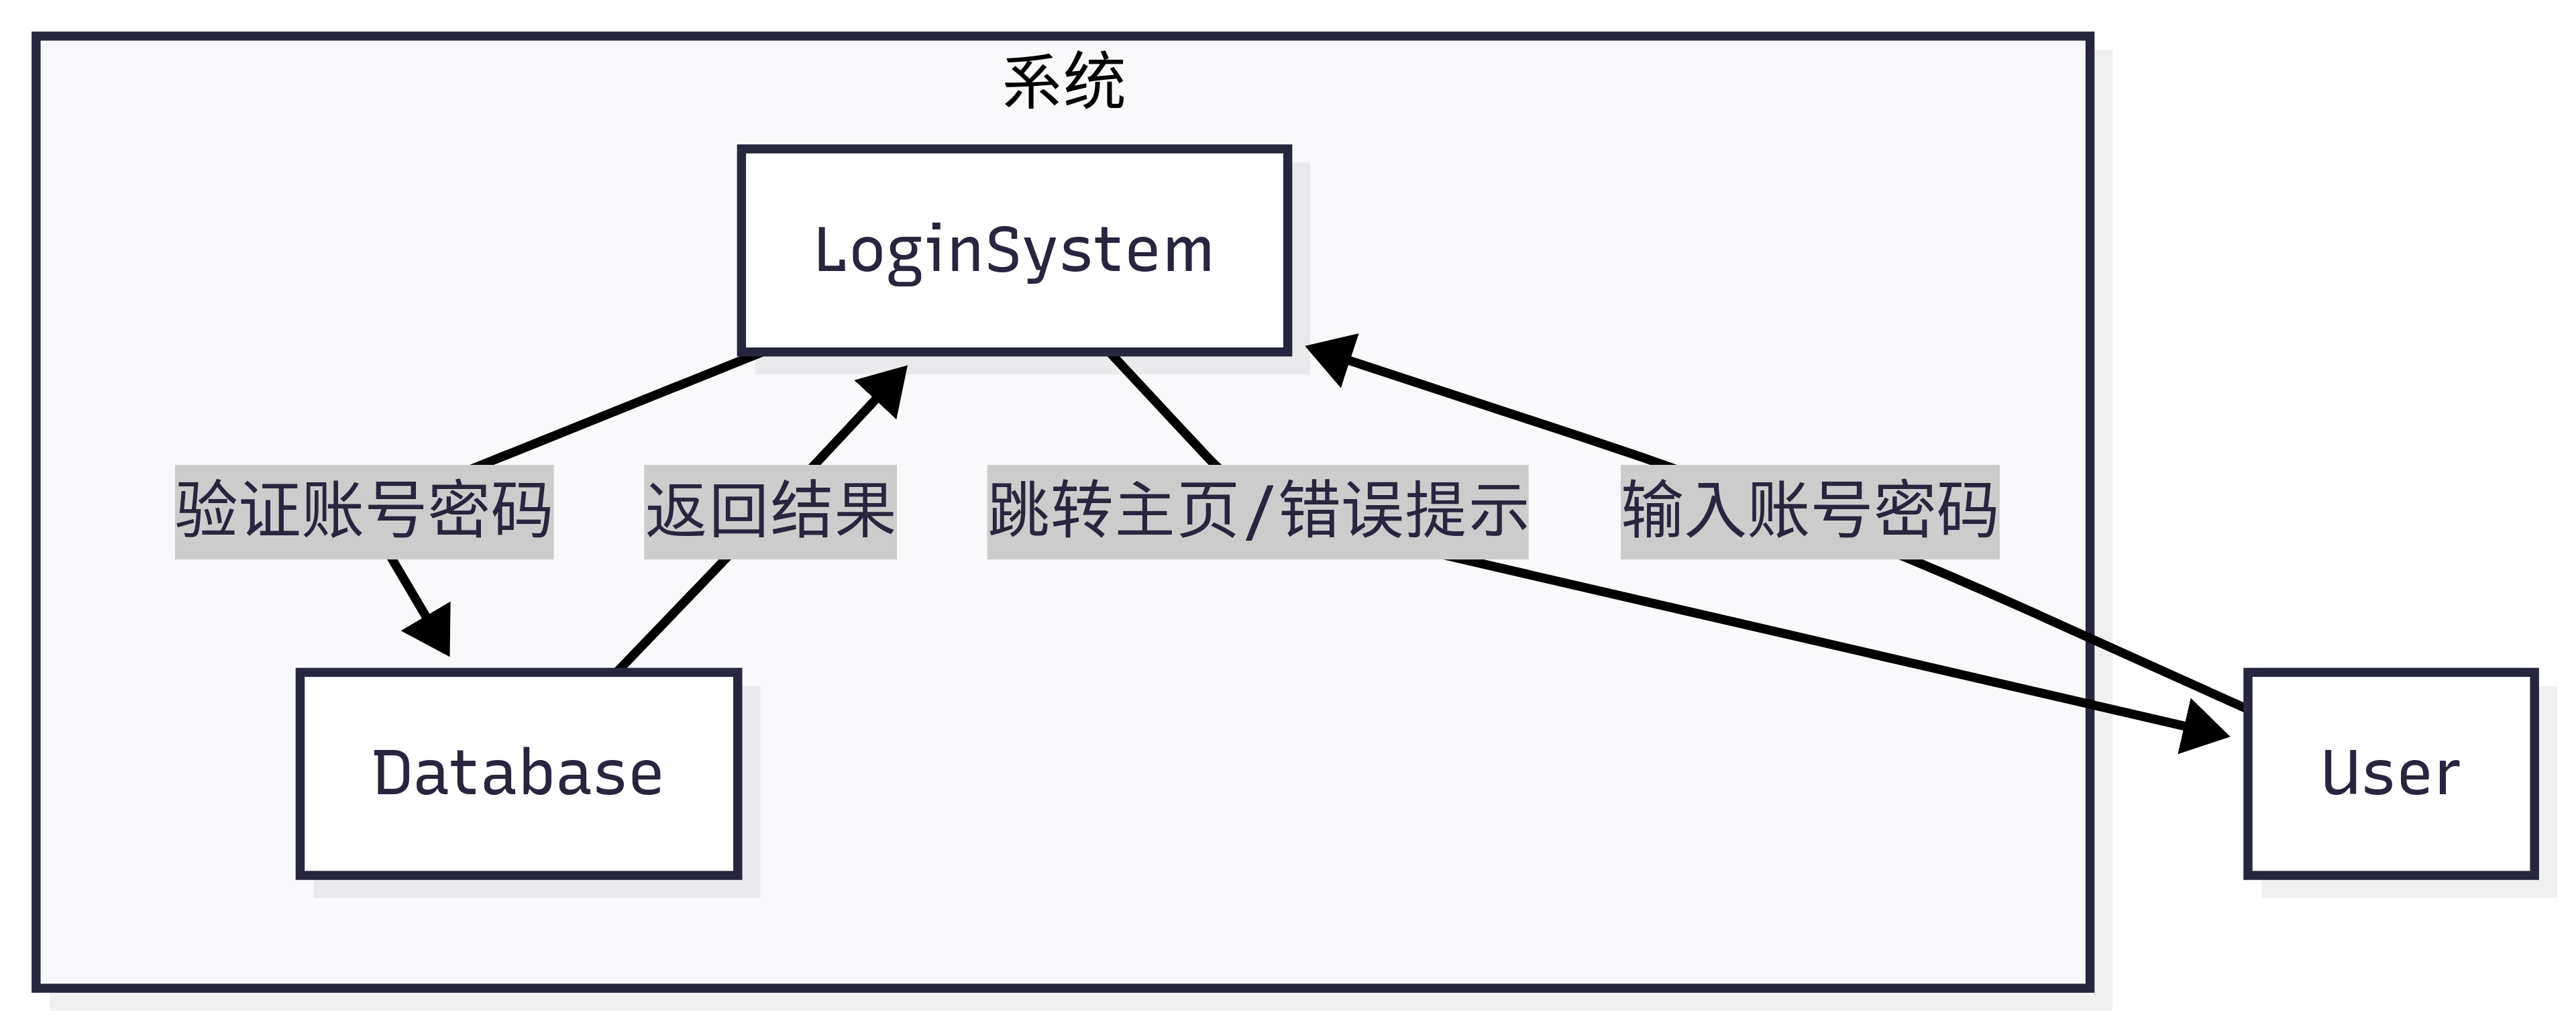 系统
LoginSystem
验证账号密码
返回结果
跳转主页/错误提示
输入账号密码
Database
User